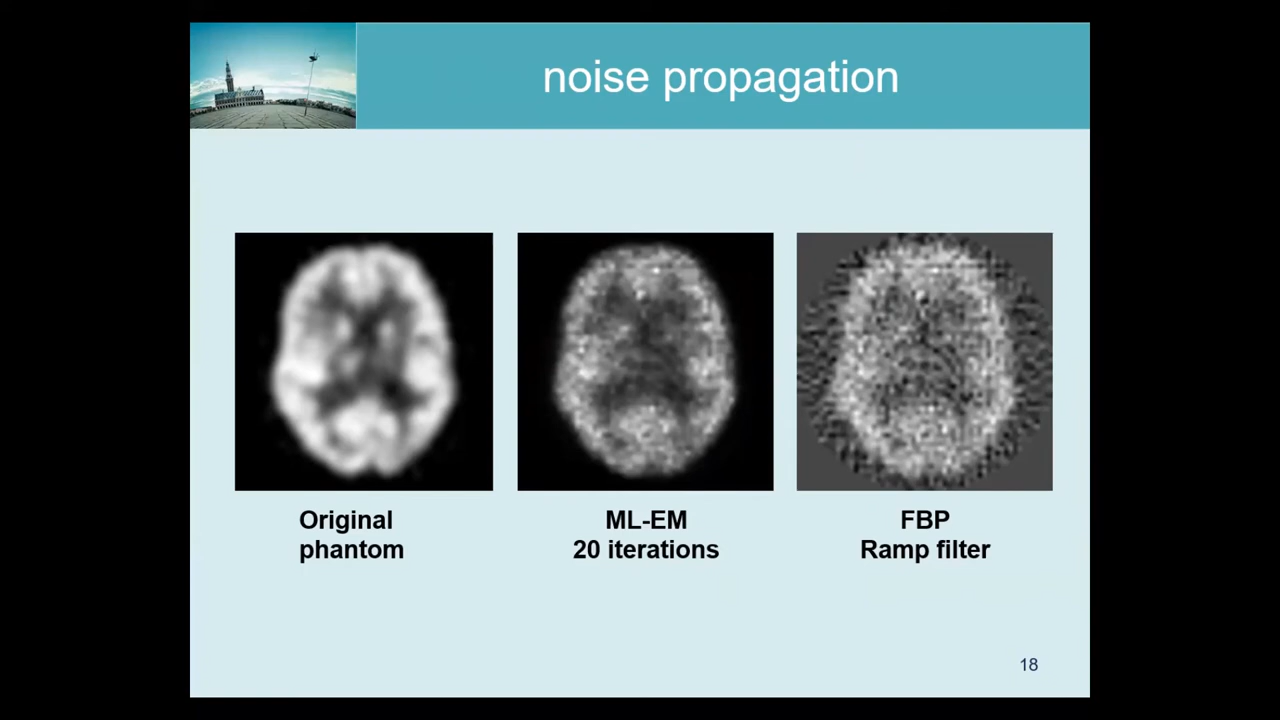 noise propagation
Original
phantom
ML-EM
20 iterations
FBP
Ramp filter
18